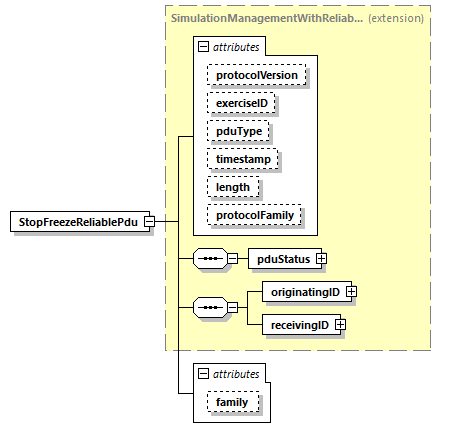 SimulationManagementWithReliab... (extension)
attributes
protocolVersion
exerciseID
pduType
timestamp
length
protocolFamily
StopFreezeReliablePdu
pduStatus
originatingID
receivingID
attributes
family